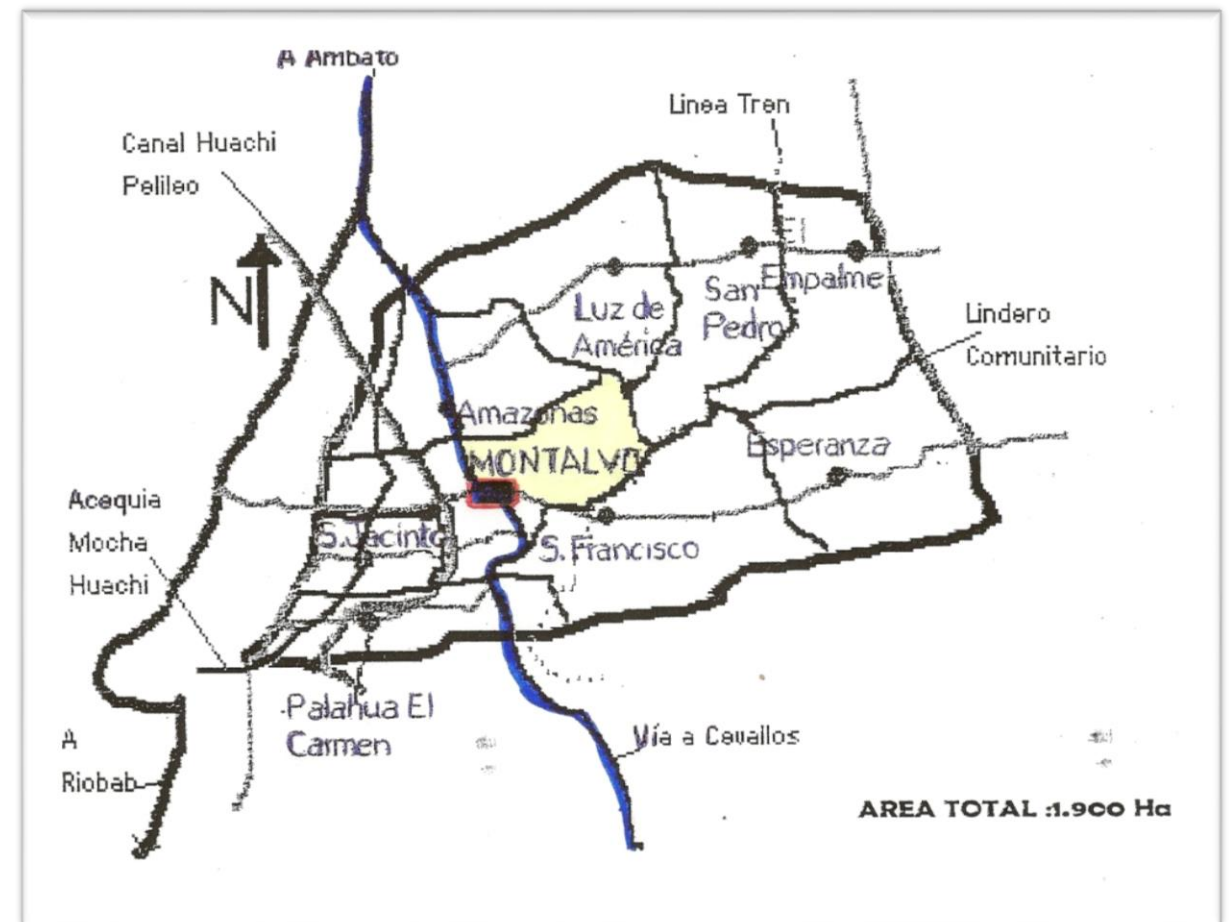 A Ambato
Linea Tren
Canal Huachi
Pelileo
N
El
Empalme
San
Pedro
Luz de
América
Lindero
Comunitario
Amazonas
MONTALVO
Esperanza
Acequia
Mocha
Huachi
S.Jacinto
S.Francisco
Palahua El
Carmen
Vía a Cevallos
A
Riobab
AREA TOTAL :1.900 Ha